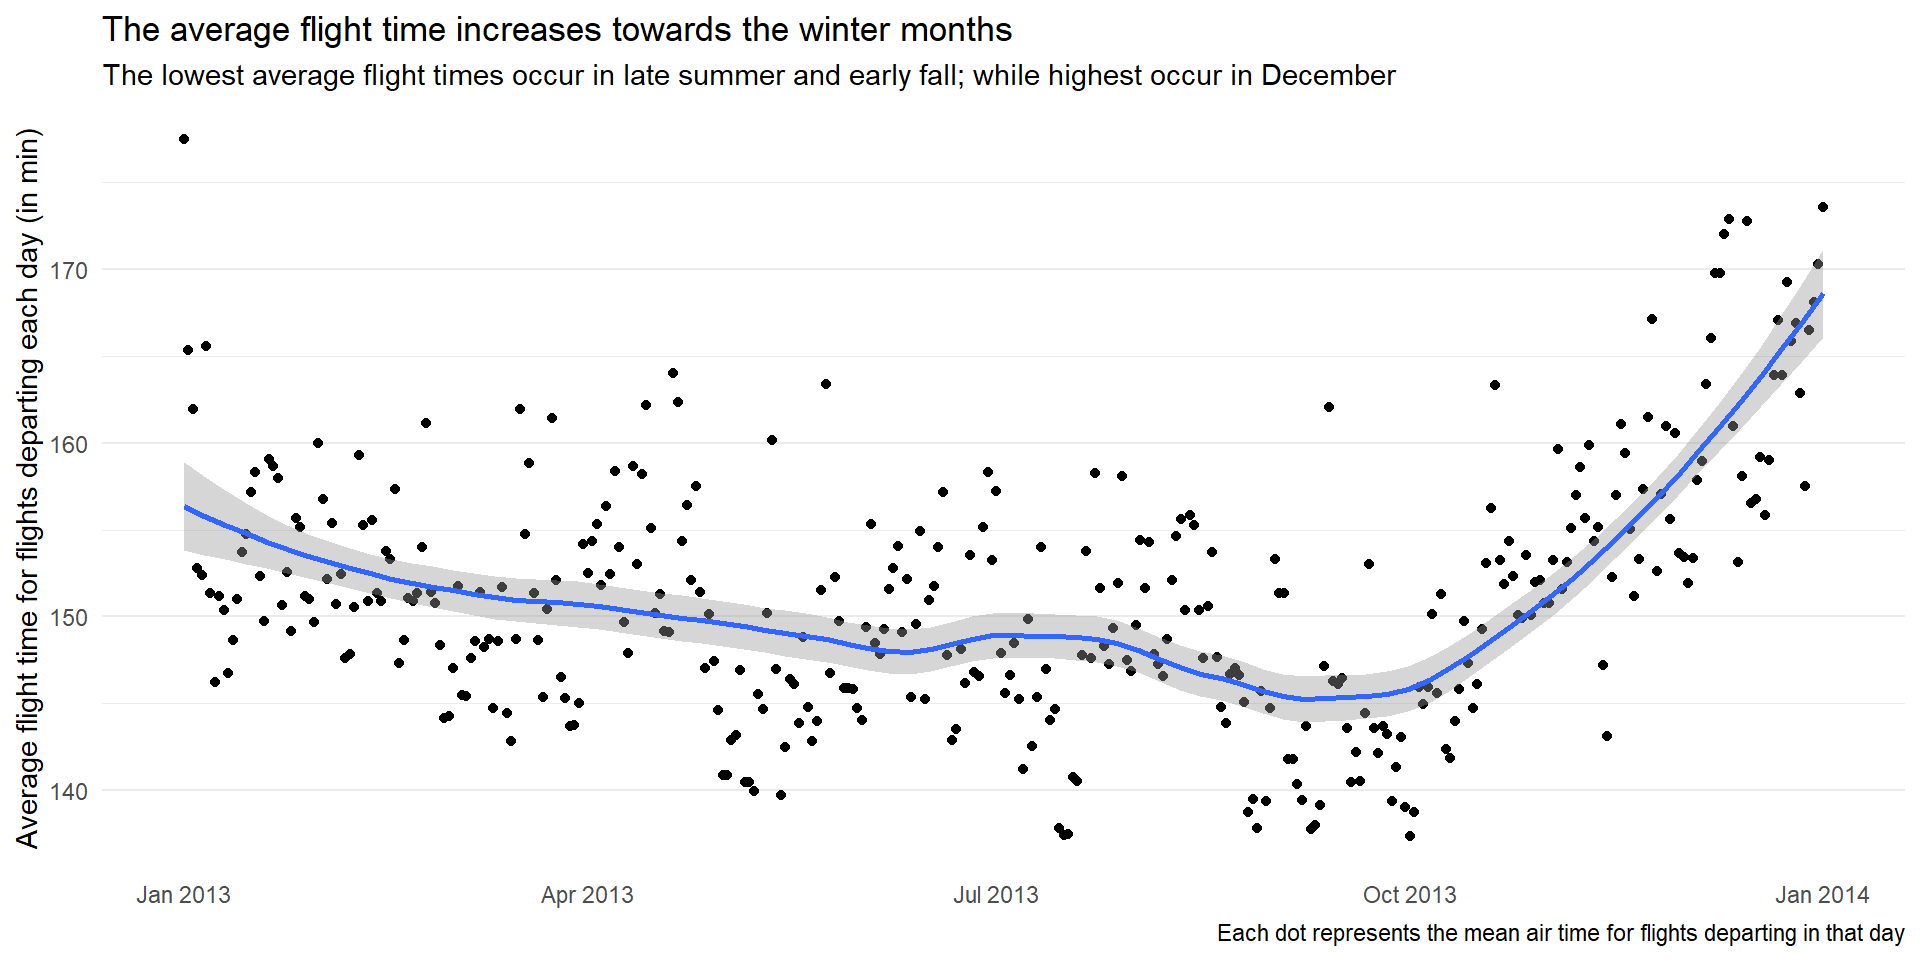 The average flight time increases towards the winter months
The lowest average flight times occur in late summer and early fall; while highest occur in December
Average flight time for flights departing each day (in min)
170
160
150
140
Jan 2013
Apr 2013
Jul 2013
Oct 2013
Jan 2014
Each dot represents the mean air time for flights departing in that day